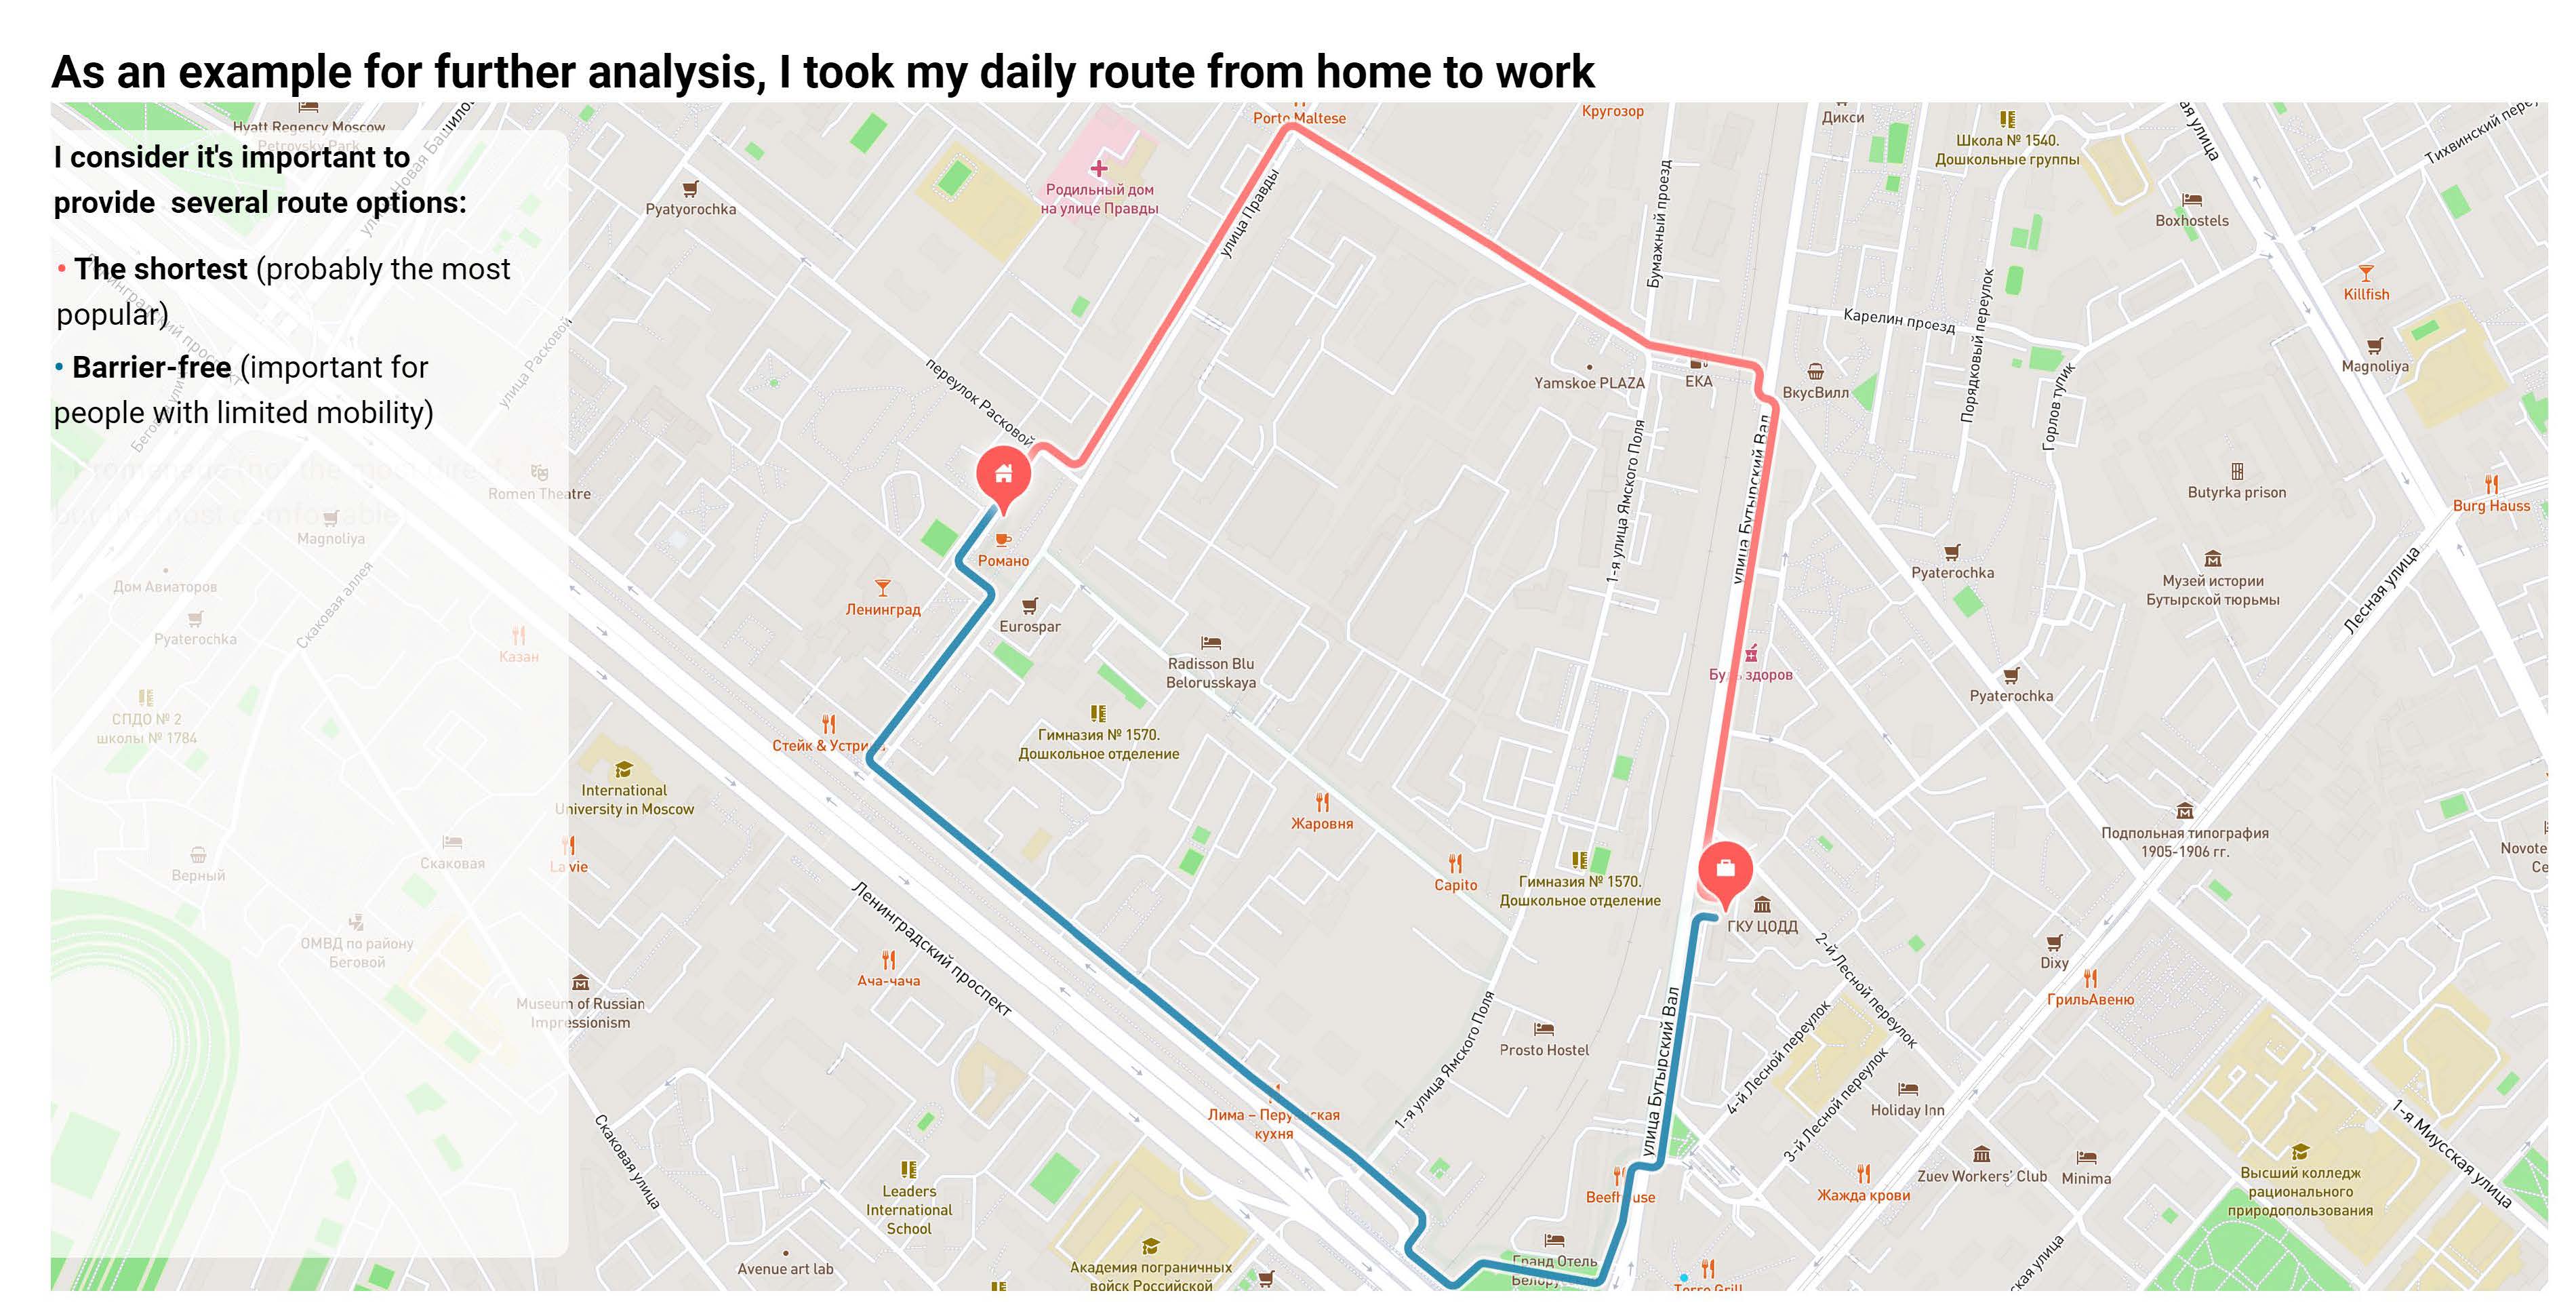 As an example for further analysis, I took my daily route from home to work
I consider it's important to
provide several route options:
• The shortest (probably the most
popular)
• Barrier-free (important for
people with limited mobility)
Hyatt Regency Moscow
Petrovsky Park
улица Расковой
Romen Theatre
Magnoliya
Дом Авиаторов
Pyaterochka
Скаковая аллея
Казан
СПДО № 2
школы № 1784
International
University in Moscow
La vie
Верный
Скаковая
ОМВД по району
Беговой
Museum of Russian
Impressionism
Скаковая улица
Avenue art lab
Leaders
International
School
Академия пограничных
войск Российской
Ача-чача
Ленинградский проспект
Лима – Перу
ская
кухня
Стейк & Устри
Ленинград
Романо
Eurospar
переулок Расковой
Pyatyorochka
Родильный дом
на улице Правды
улица Правды
Porto Maltese
Кругозор
Бумажный проезд
Дикси
Школа № 1540.
Дошкольные группы
Тихвинский пере
Boxhostels
Killfish
Magnoliya
Карелин проезд
Порядковый переулок
Горлов тупик
Yamskoe PLAZA
EKA
ВкусВилл
1-я улица Ямского Поля
улица Бутырский Вал
Butyrka prison
Burg Hauss
Pyaterochka
Музей истории
Бутырской тюрьмы
Лесная улица
Radisson Blu
Belorusskaya
Гимназия № 1570.
Дошкольное отделение
здоров
Pyaterochka
Жаровня
Capito
Гимназия № 1570.
Дошкольное отделение
ГКУ ЦОДД
Подпольная типография
1905-1906 гг.
Novote
Ce
2-й Лесной переулок
Dixy
ГрильАвеню
Prosto Hostel
1-я улица Ямского Поля
улица Бутырский Вал
4-й Лесной переулок
3-й Лесной переулок
Holiday Inn
Zuev Workers' Club
Minima
Жажда крови
Beefh
use
Гранд Отель
Torro Grill
1-я Миусская улица
Высший колледж
рационального
природопользования
ская улица